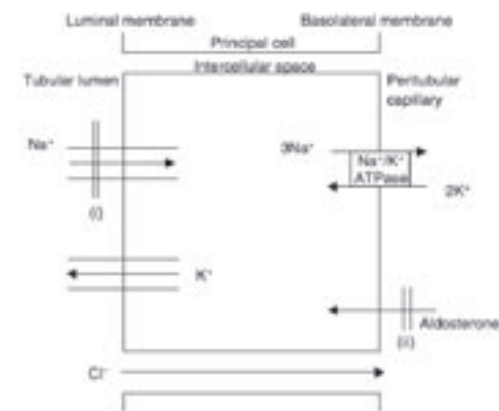 Luminal membrane Basolateral membrane
Principal cell
Intercellular space
Tubular lumen Peritubular
capillary
Na⁺ 3Na⁺ Na⁺/K⁺
ATPase
2K⁺
(i)
K⁺
Aldosterone
(ii)
Cl⁻